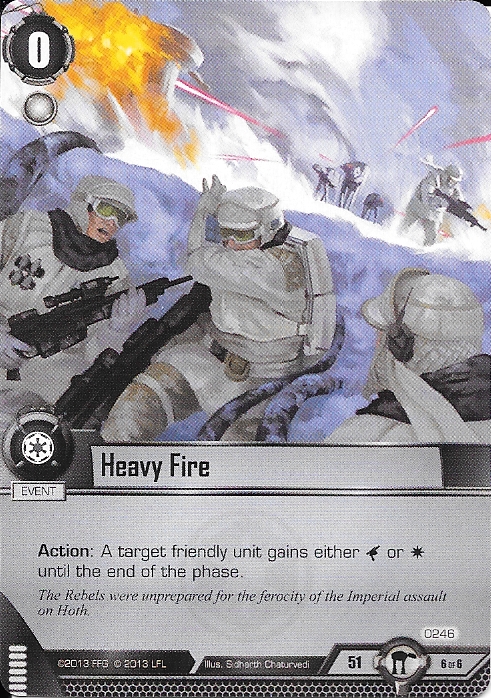 0
Heavy Fire
EVENT
Action: A target friendly unit gains either or
until the end of the phase.
The Rebels were unprepared for the ferocity of the Imperial assault
on Hoth.
0246
©2013 FFG © 2013 LFL Illus. Sidharth Chaturvedi 51 6 OF 6